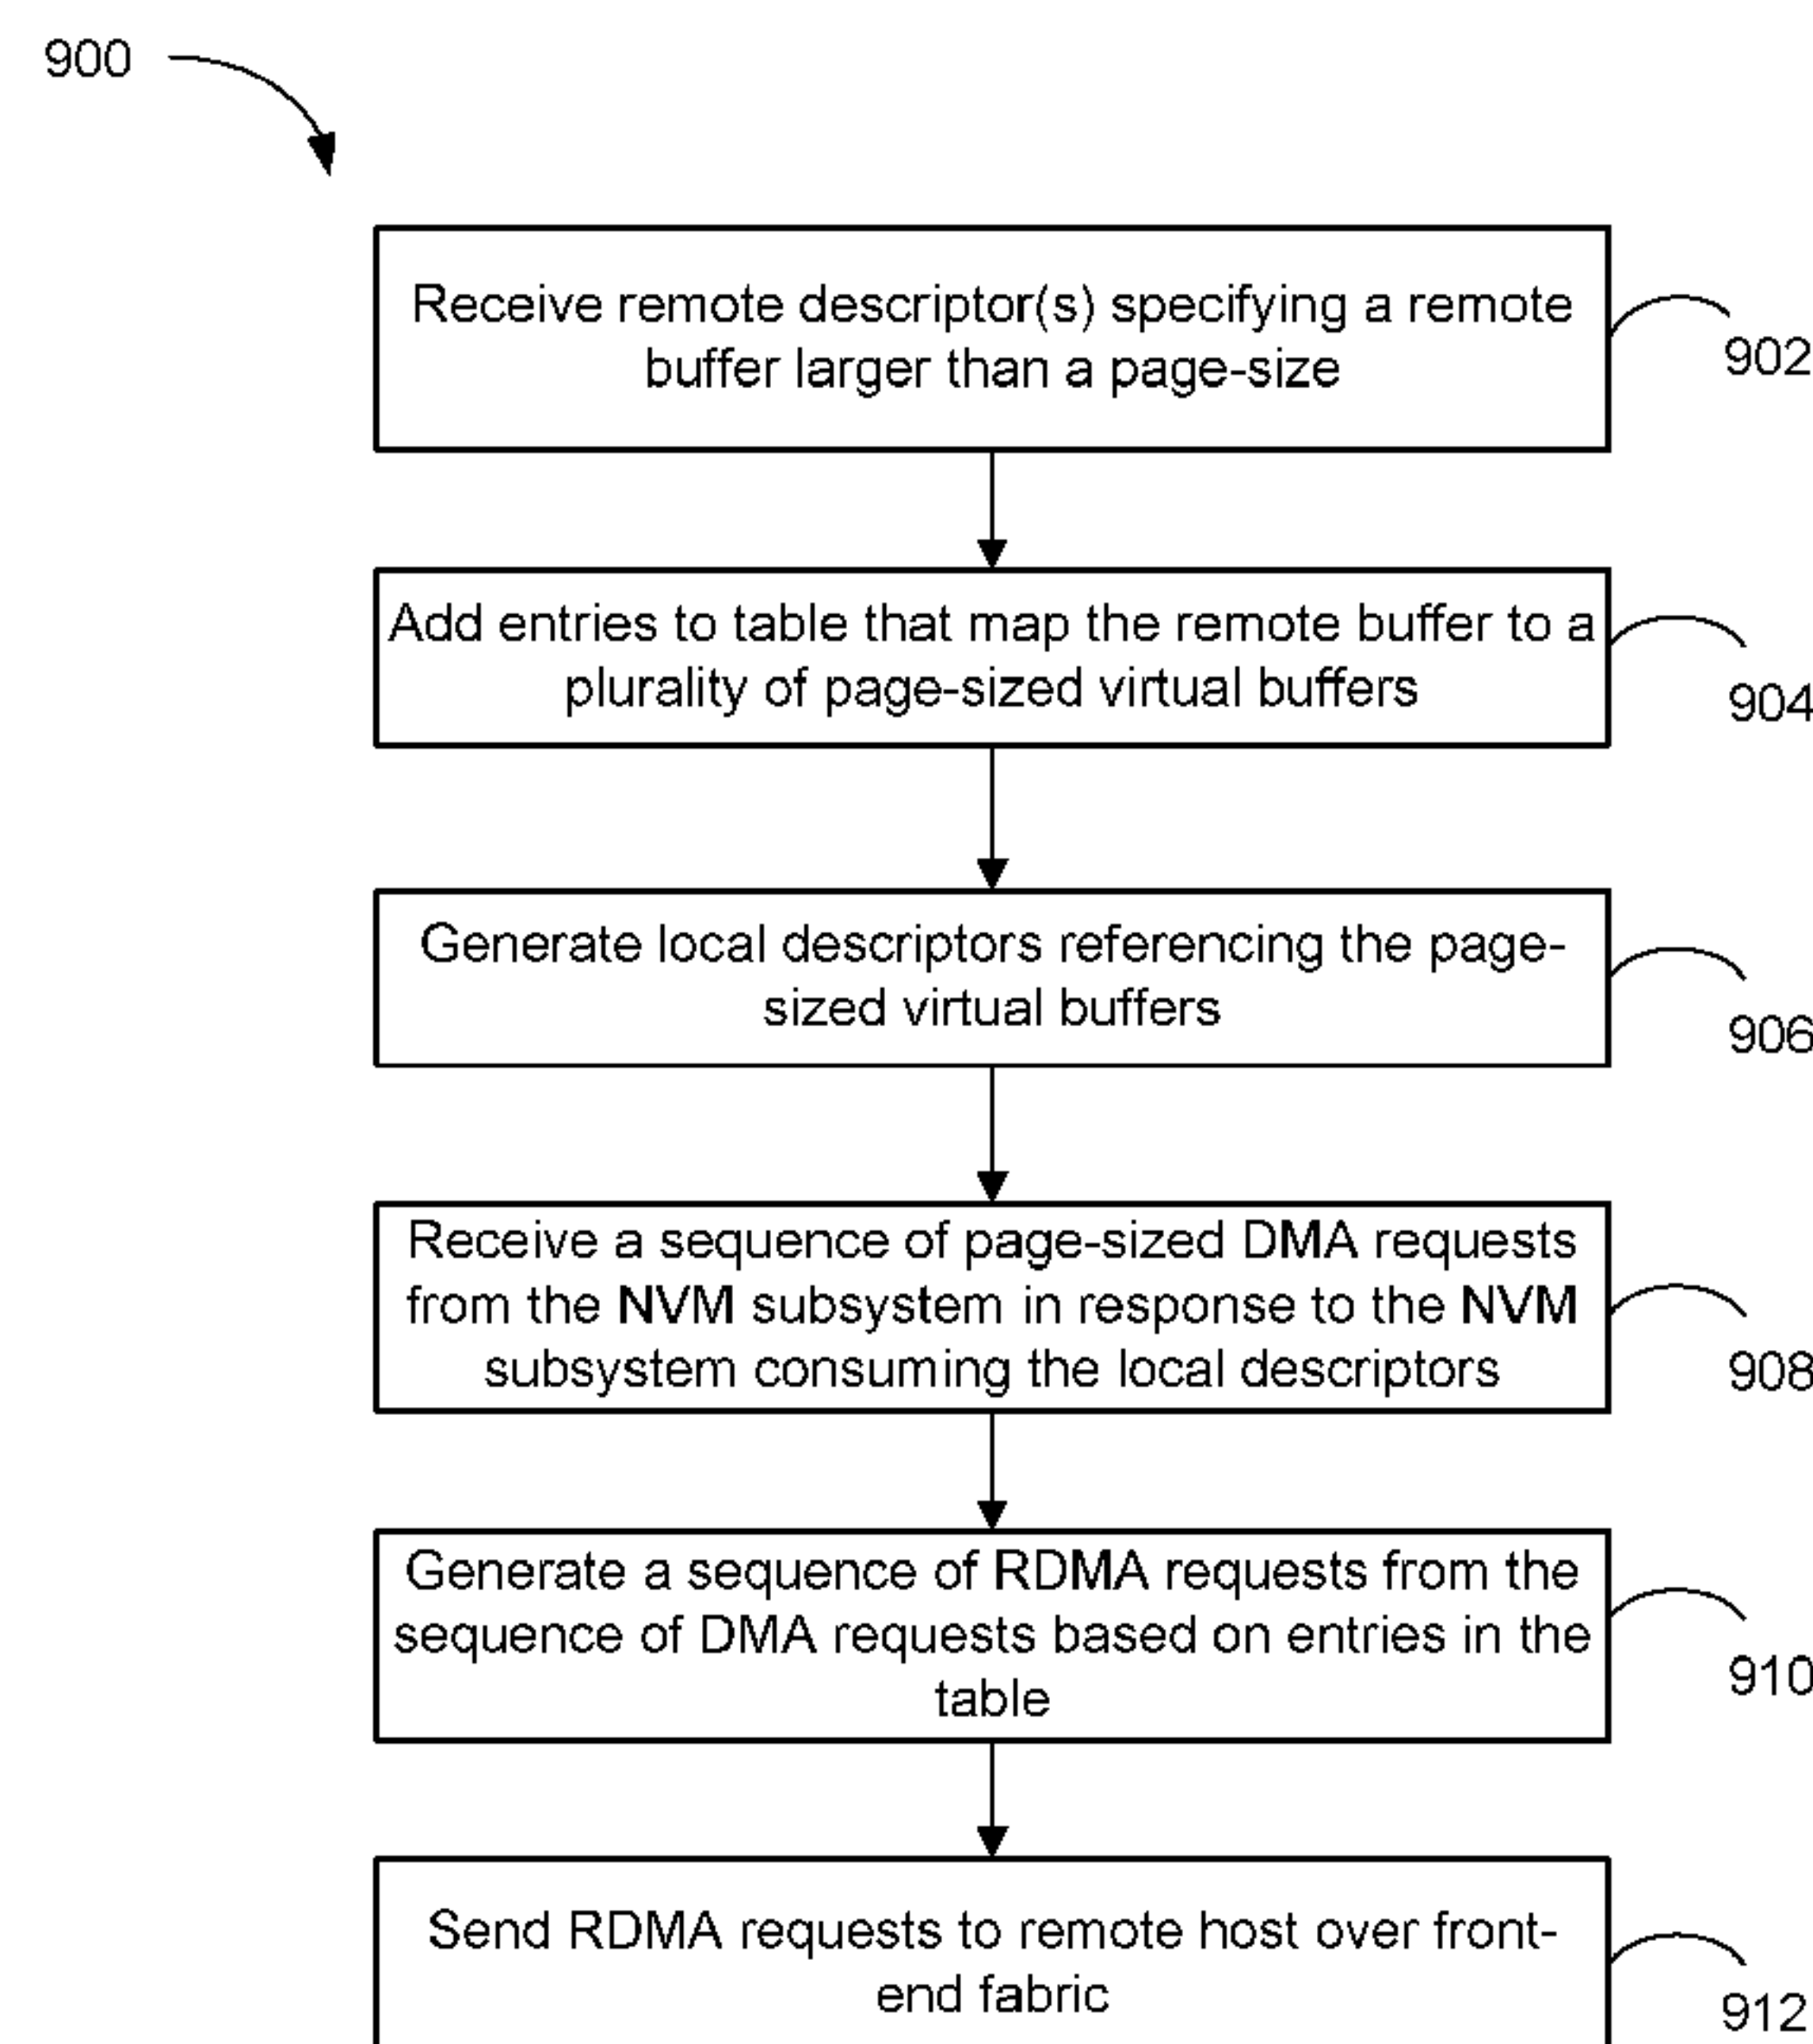 900
Receive remote descriptor(s) specifying a remote
buffer larger than a page-size
902
Add entries to table that map the remote buffer to a
plurality of page-sized virtual buffers
904
Generate local descriptors referencing the page-
sized virtual buffers
906
Receive a sequence of page-sized DMA requests
from the NVM subsystem in response to the NVM
subsystem consuming the local descriptors
908
Generate a sequence of RDMA requests from the
sequence of DMA requests based on entries in the
table
910
Send RDMA requests to remote host over front-
end fabric
912